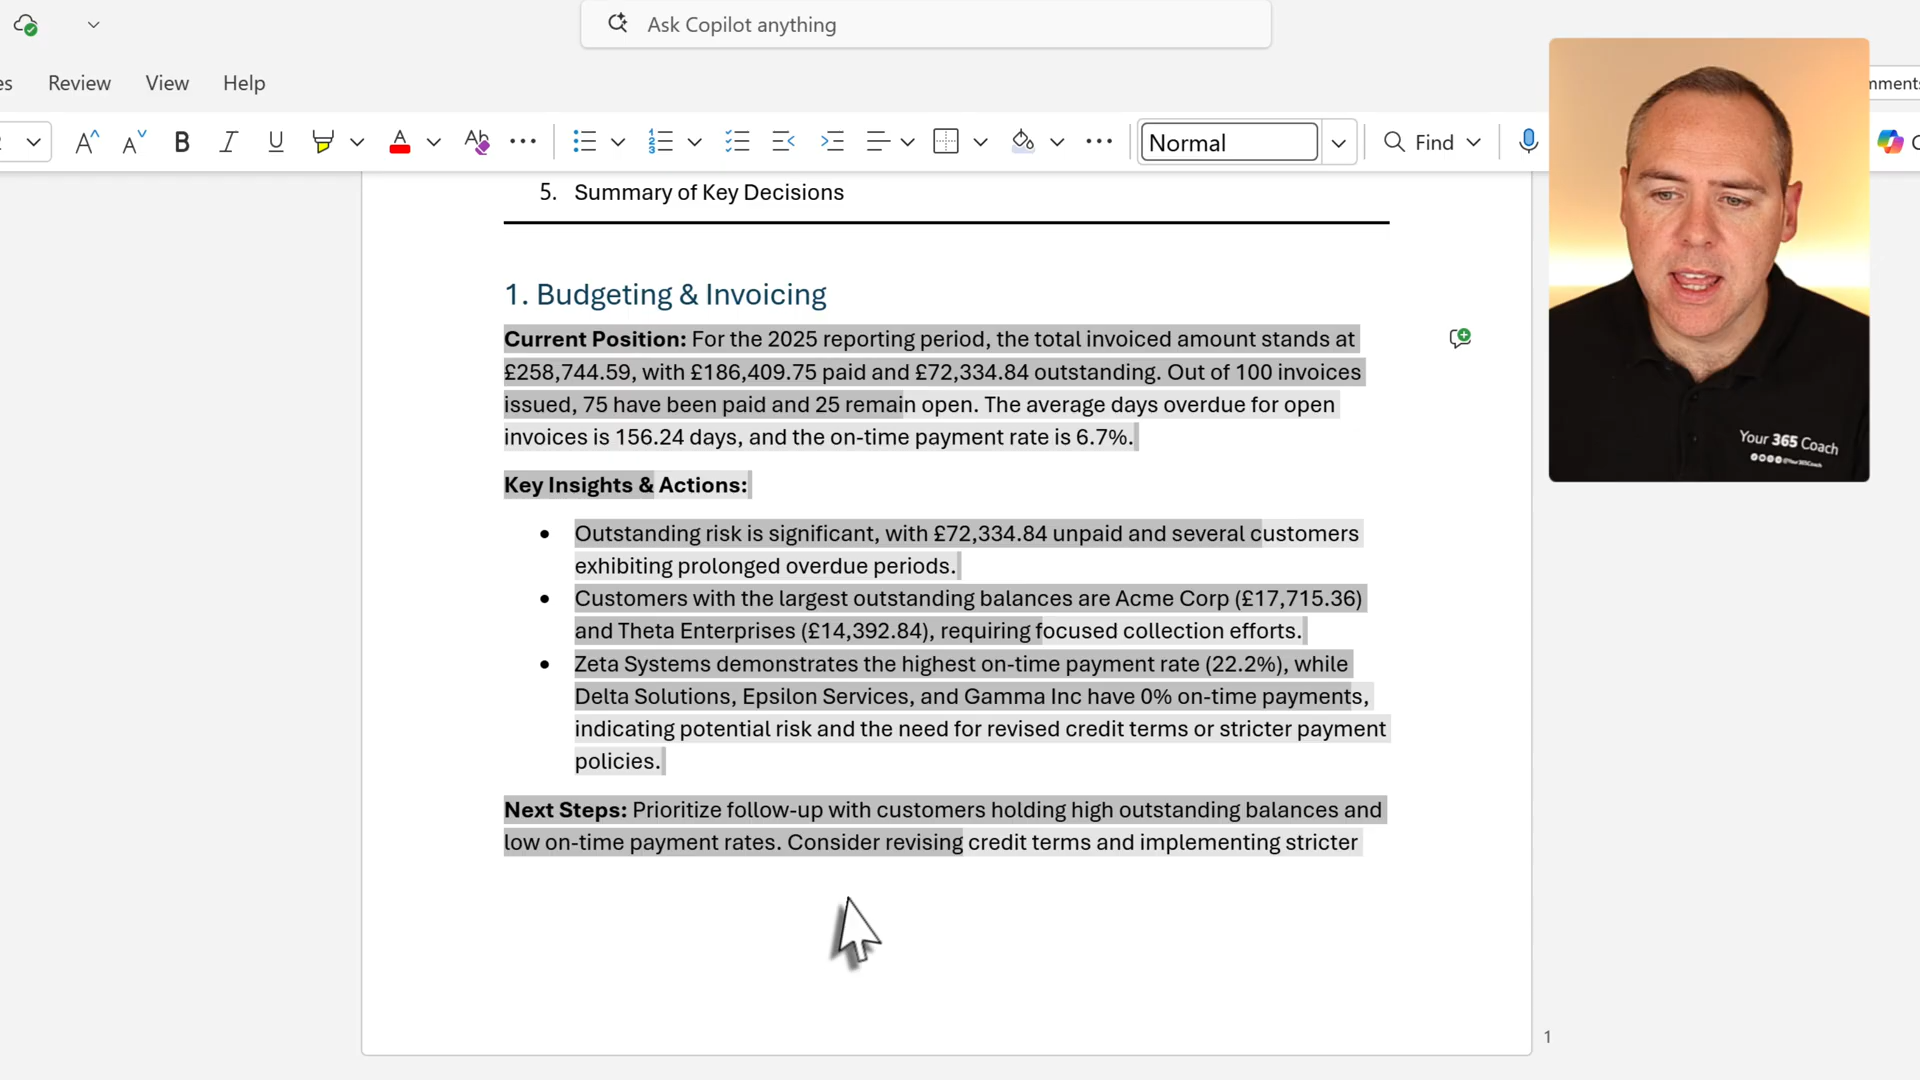 Ask Copilot anything
Review View Help
Normal
Find
5. Summary of Key Decisions
1. Budgeting & Invoicing
Current Position: For the 2025 reporting period, the total invoiced amount stands at
£258,744.59, with £186,409.75 paid and £72,334.84 outstanding. Out of 100 invoices
issued, 75 have been paid and 25 remain open. The average days overdue for open
invoices is 156.24 days, and the on-time payment rate is 6.7%.
Key Insights & Actions:
• Outstanding risk is significant, with £72,334.84 unpaid and several customers
exhibiting prolonged overdue periods.
• Customers with the largest outstanding balances are Acme Corp (£17,715.36)
and Theta Enterprises (£14,392.84), requiring focused collection efforts.
• Zeta Systems demonstrates the highest on-time payment rate (22.2%), while
Delta Solutions, Epsilon Services, and Gamma Inc have 0% on-time payments,
indicating potential risk and the need for revised credit terms or stricter payment
policies.
Next Steps: Prioritize follow-up with customers holding high outstanding balances and
low on-time payment rates. Consider revising credit terms and implementing stricter
1
Your 365 Coach
@Your365Coach